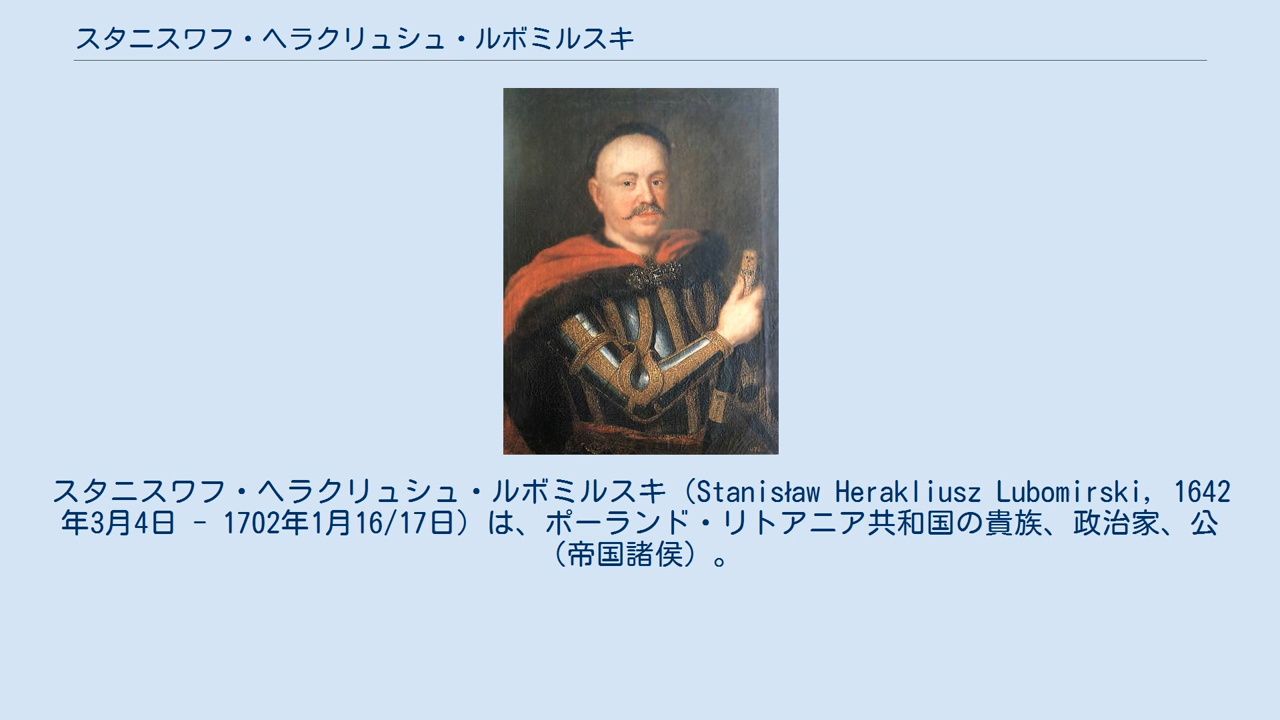 スタニスワフ・ヘラクリュシュ・ルボミルスキ
スタニスワフ・ヘラクリュシュ・ルボミルスキ（Stanisław Herakliusz Lubomirski, 1642
年3月4日 - 1702年1月16/17日）は、ポーランド・リトアニア共和国の貴族、政治家、公
（帝国諸侯）。